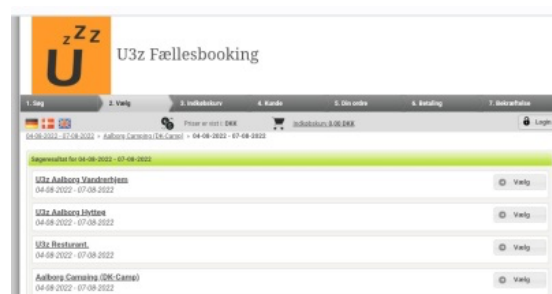 U z Z Z
U3z Fællesbooking
1. Søg 2. Vælg 3. Indkøbskurv 4. Kunde 5. Din ordre 6. Betaling 7. Bekræftelse
Priser er vist i: DKK Indkøbskurv 0,00 DKK Login
04-08-2022 - 07-08-2022 > Aalborg Camping (DK-Camp) > 04-08-2022 - 07-08-2022
Søgeresultat for 04-08-2022 - 07-08-2022
U3z Aalborg Vandrerhjem Vælg
04-08-2022 - 07-08-2022
U3z Aalborg Hytteø Vælg
04-08-2022 - 07-08-2022
U3z Resturant. Vælg
04-08-2022 - 07-08-2022
Aalborg Camping (DK-Camp) Vælg
04-08-2022 - 07-08-2022